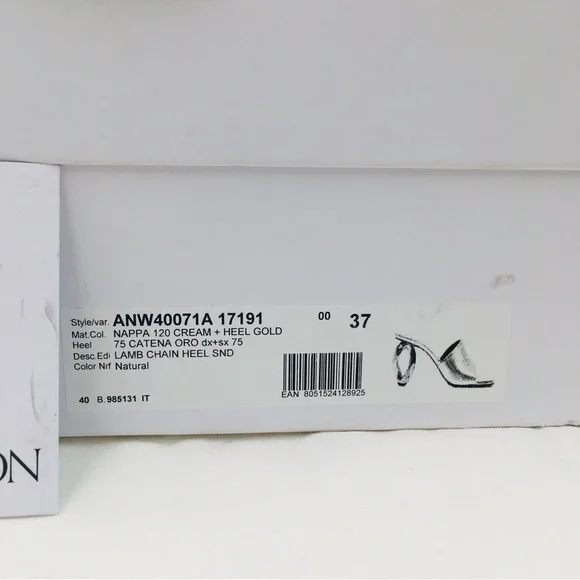 Style/var. ANW40071A 17191 00 37
Mat.Col. NAPPA 120 CREAM + HEEL GOLD
Heel 75 CATENA ORO dx+sx 75
Desc.Edi LAMB CHAIN HEEL SND
Color Nrf Natural
40 B.985131 IT
EAN 8051524128925
ON